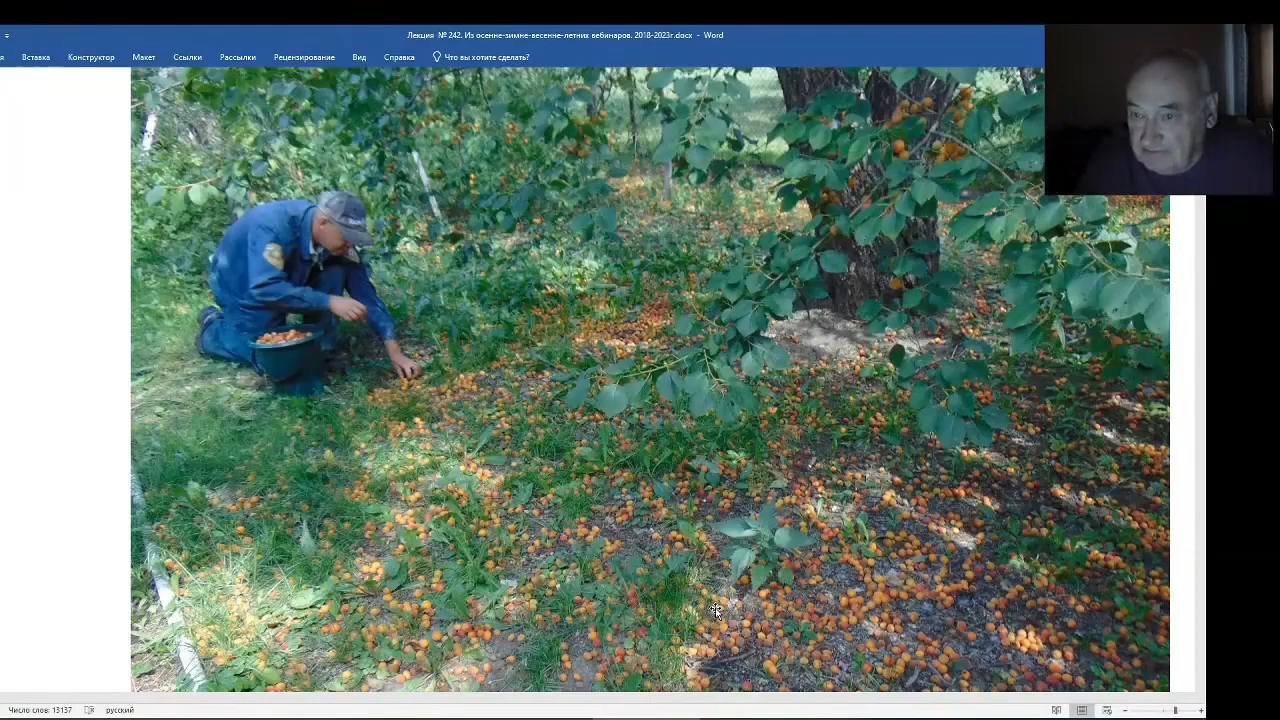 Лекция № 242. Из осенне-зимне-весенне-летних вебинаров. 2018-2023г.docx - Word
Вставка Конструктор Макет Ссылки Рассылки Рецензирование Вид Справка Что вы хотите сделать?
Число слов: 13137 русский